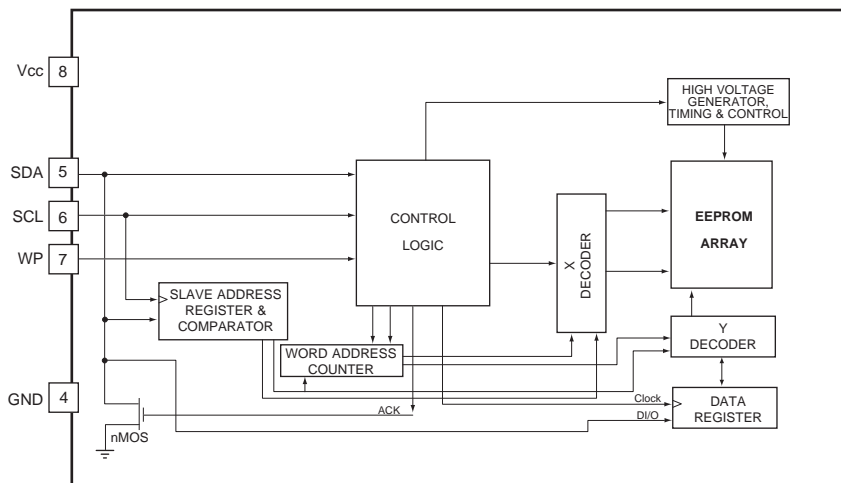 Vcc 8
HIGH VOLTAGE
GENERATOR,
TIMING & CONTROL
SDA 5
SCL 6
WP 7
CONTROL
LOGIC
X
DECODER
EEPROM
ARRAY
SLAVE ADDRESS
REGISTER &
COMPARATOR
WORD ADDRESS
COUNTER
Y
DECODER
GND 4
nMOS
ACK
Clock
DI/O
DATA
REGISTER